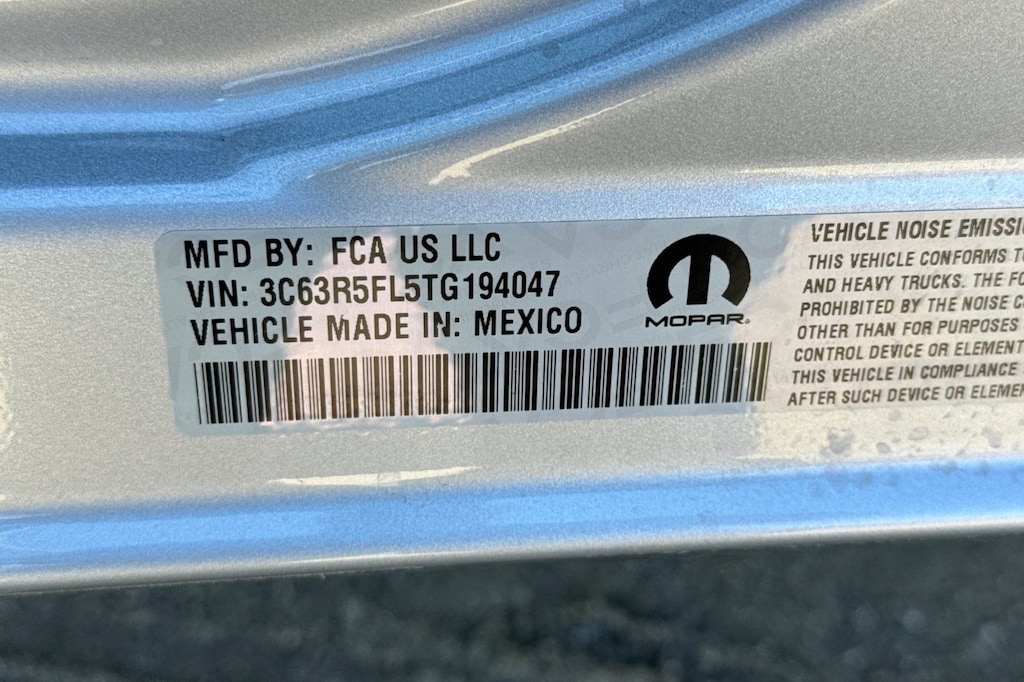 MFD BY: FCA US LLC
VIN: 3C63R5FL5TG194047
VEHICLE MADE IN: MEXICO
MOPAR®
VEHICLE NOISE EMISSI
THIS VEHICLE CONFORMS T
AND HEAVY TRUCKS. THE F
PROHIBITED BY THE NOISE C
OTHER THAN FOR PURPOSES
CONTROL DEVICE OR ELEMENT
THIS VEHICLE IN COMPLIANCE
AFTER SUCH DEVICE OR ELEME